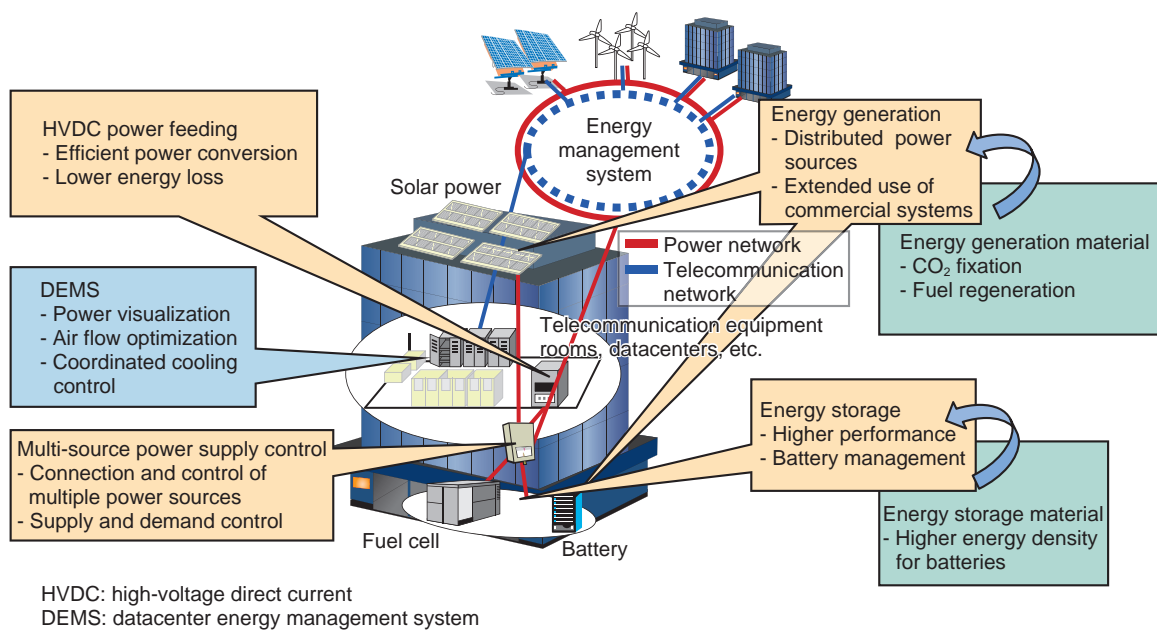 HVDC power feeding
- Efficient power conversion
- Lower energy loss
Energy
management
system
Energy generation
- Distributed power
sources
- Extended use of
commercial systems
Solar power
Power network
Telecommunication
network
Energy generation material
- CO₂ fixation
- Fuel regeneration
DEMS
- Power visualization
- Air flow optimization
- Coordinated cooling
control
Telecommunication equipment
rooms, datacenters, etc.
Energy storage
- Higher performance
- Battery management
Multi-source power supply control
- Connection and control of
multiple power sources
- Supply and demand control
Energy storage material
- Higher energy density
for batteries
Fuel cell
Battery
HVDC: high-voltage direct current
DEMS: datacenter energy management system